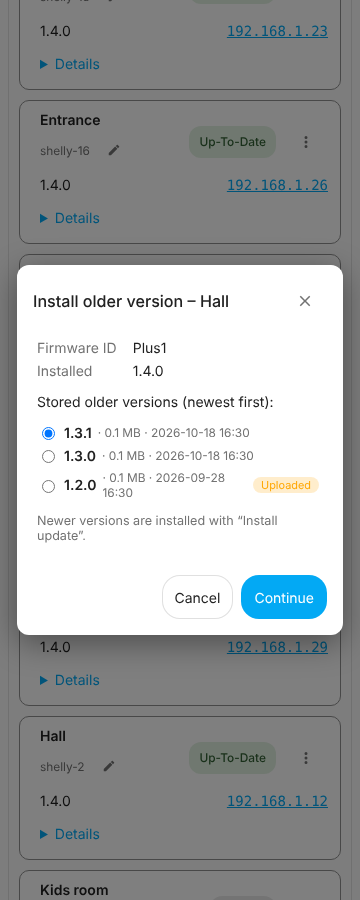 1.4.0 192.168.1.23
Details
Entrance
Up-To-Date
shelly-16
1.4.0 192.168.1.26
Details
Install older version – Hall
Firmware ID Plus1
Installed 1.4.0
Stored older versions (newest first):
1.3.1 · 0.1 MB · 2026-10-18 16:30
1.3.0 · 0.1 MB · 2026-10-18 16:30
1.2.0 · 0.1 MB · 2026-09-28
16:30
Uploaded
Newer versions are installed with “Install
update”.
Cancel Continue
1.4.0 192.168.1.29
Details
Hall
Up-To-Date
shelly-2
1.4.0 192.168.1.12
Details
Kids room